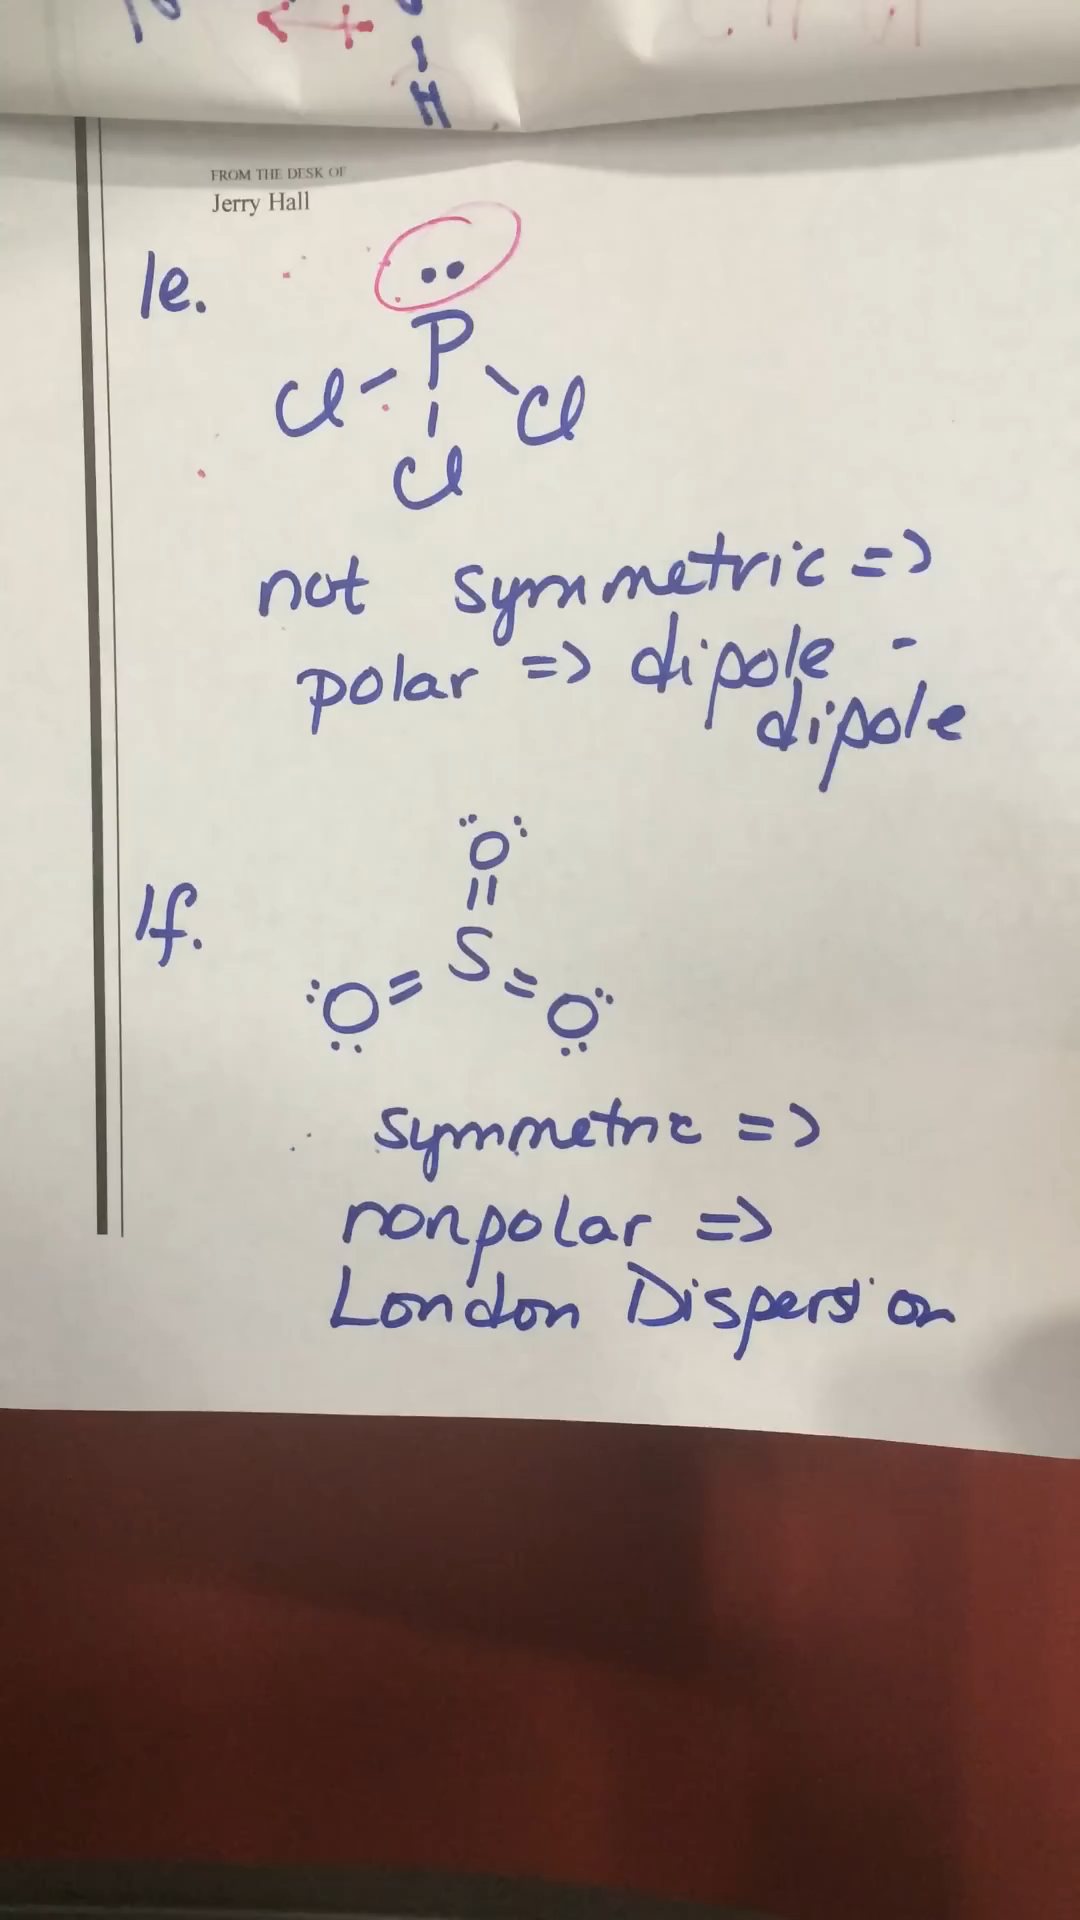 H
FROM THE DESK OF
Jerry Hall
1e.
••
P
Cl - | \ Cl
Cl
not symmetric =>
polar => dipole -
dipole
1f.
O
||
S
O = = O
symmetric =>
nonpolar =>
London Dispersion